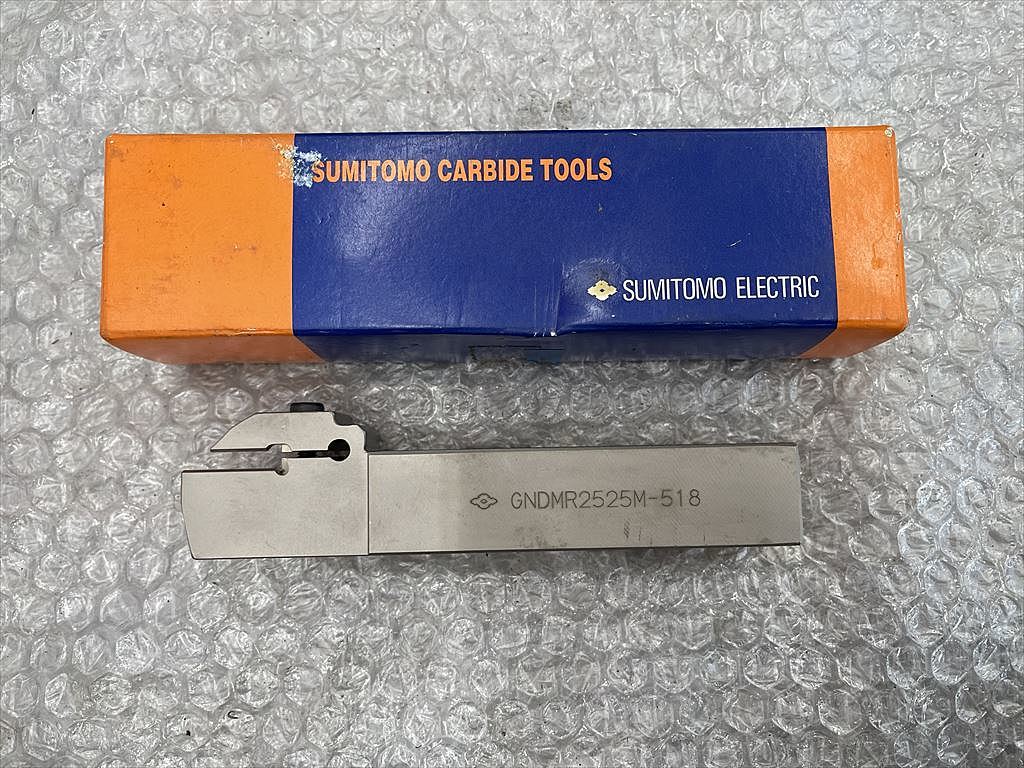 SUMITOMO CARBIDE TOOLS
SUMITOMO ELECTRIC
GNDMR2525M-518